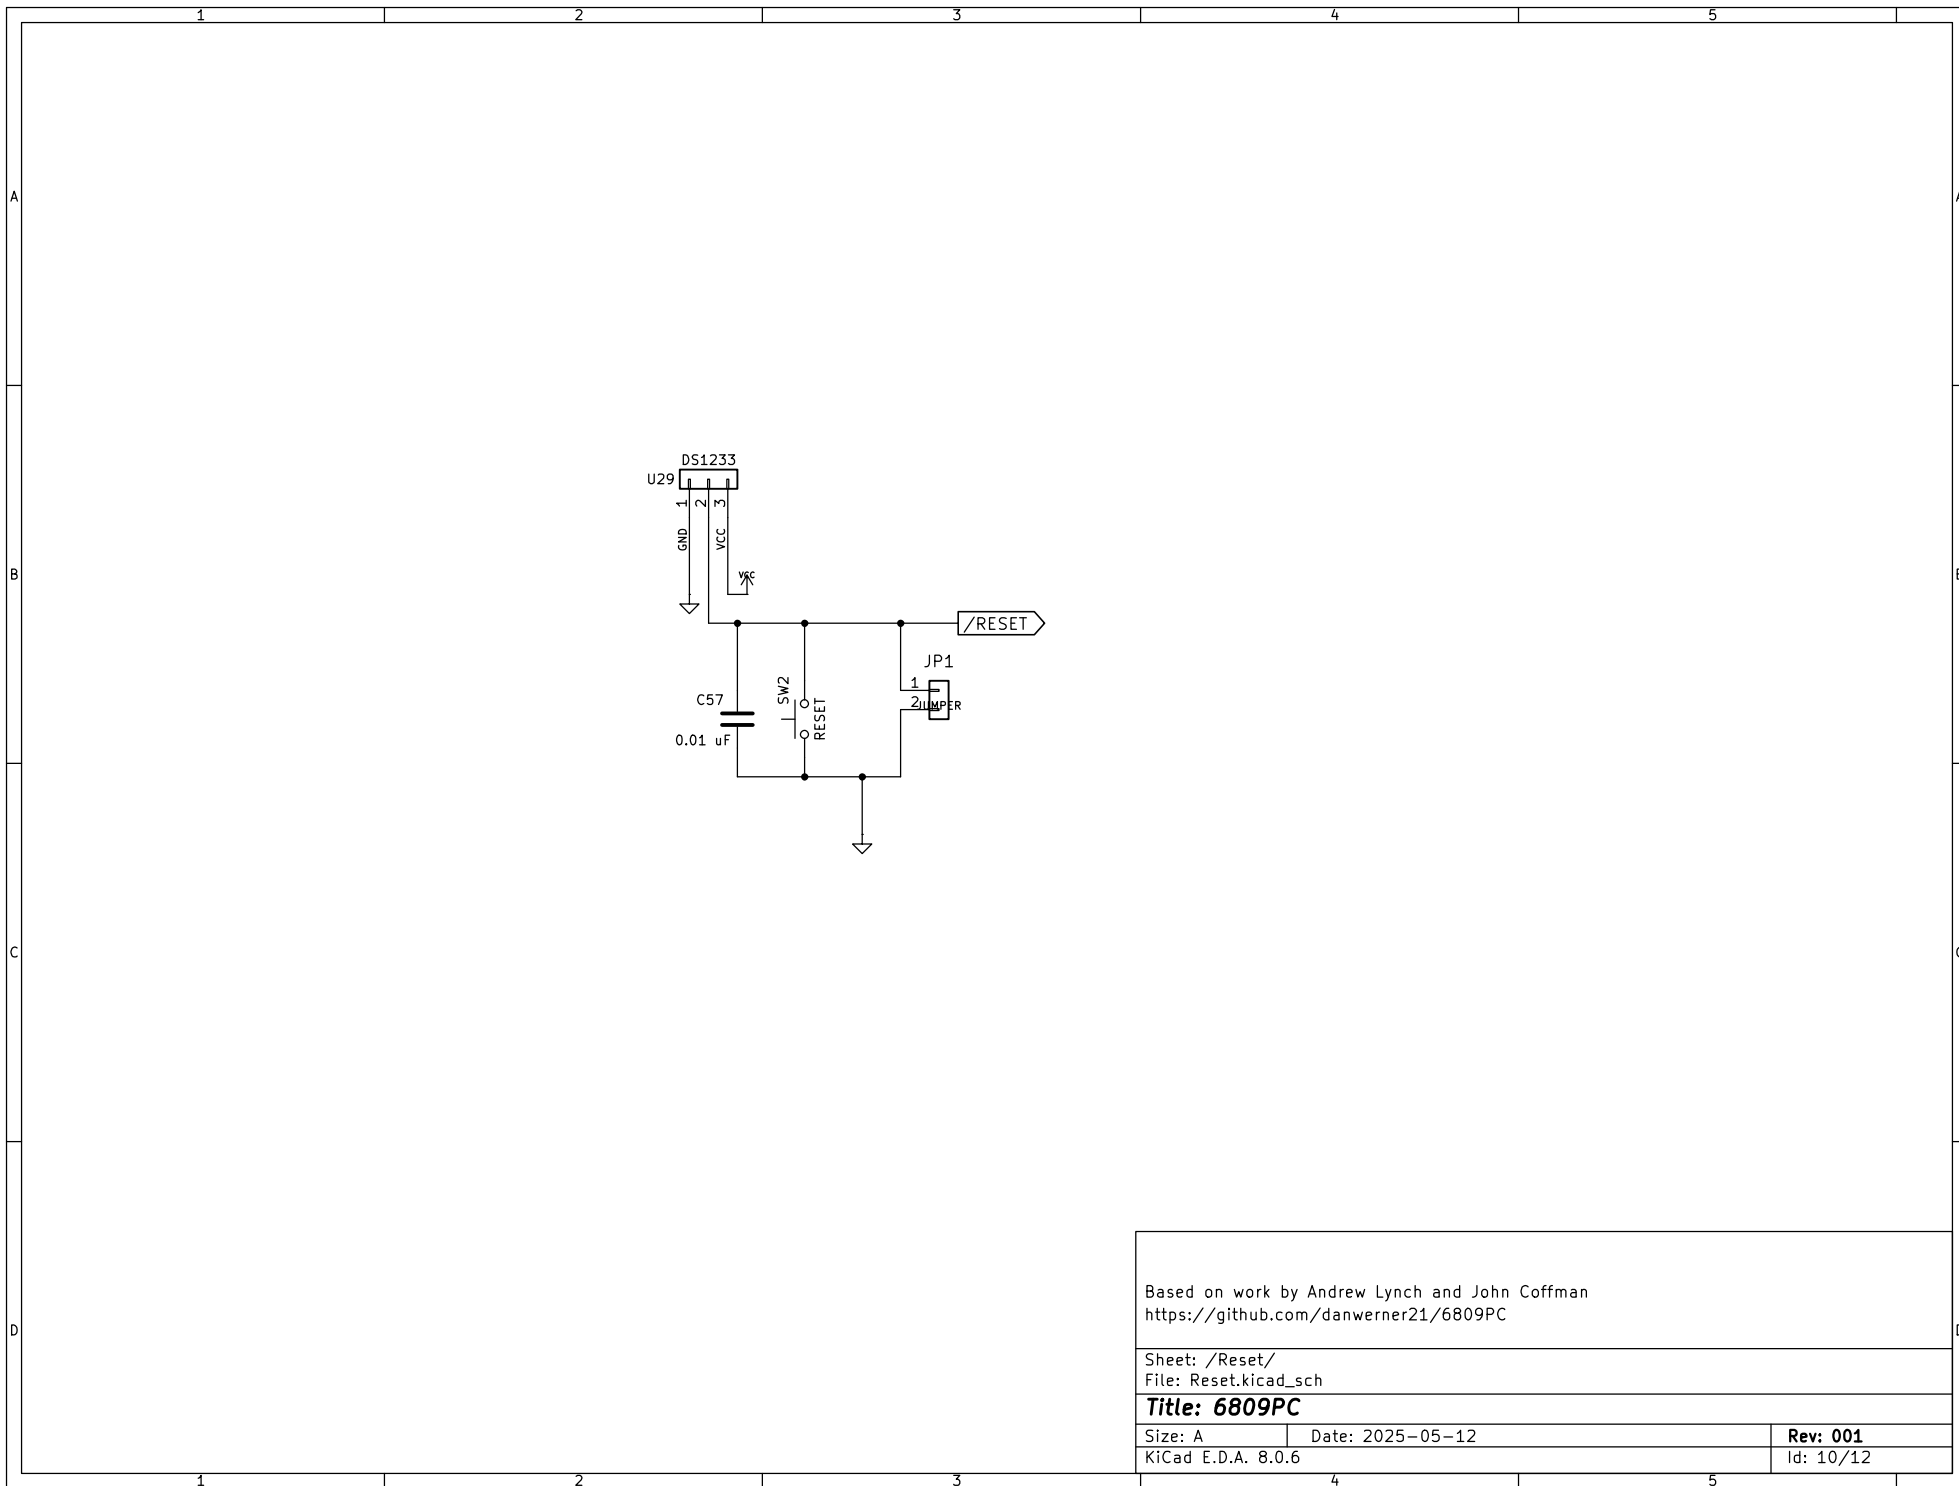 1 2 3 4 5
A
DS1233
U29
1 2 3
GND VCC
B
VCC
/RESET
JP1
1
SW2
C57
2
JUMPER
RESET
0.01 uF
C
Based on work by Andrew Lynch and John Coffman
https://github.com/danwerner21/6809PC
D
Sheet: /Reset/
File: Reset.kicad_sch
Title: 6809PC
Size: A Date: 2025-05-12 Rev: 001
KiCad E.D.A. 8.0.6 Id: 10/12
1 2 3 4 5